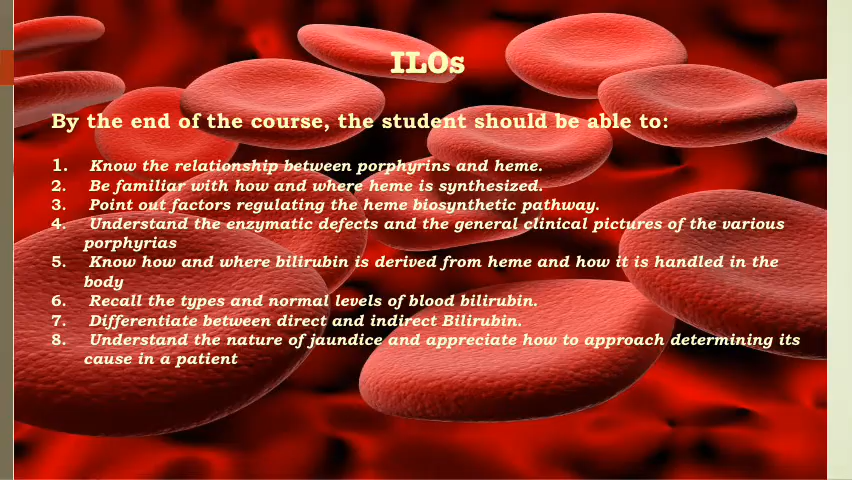 ILOs
By the end of the course, the student should be able to:
1. Know the relationship between porphyrins and heme.
2. Be familiar with how and where heme is synthesized.
3. Point out factors regulating the heme biosynthetic pathway.
4. Understand the enzymatic defects and the general clinical pictures of the various
porphyrias
5. Know how and where bilirubin is derived from heme and how it is handled in the
body
6. Recall the types and normal levels of blood bilirubin.
7. Differentiate between direct and indirect Bilirubin.
8. Understand the nature of jaundice and appreciate how to approach determining its
cause in a patient